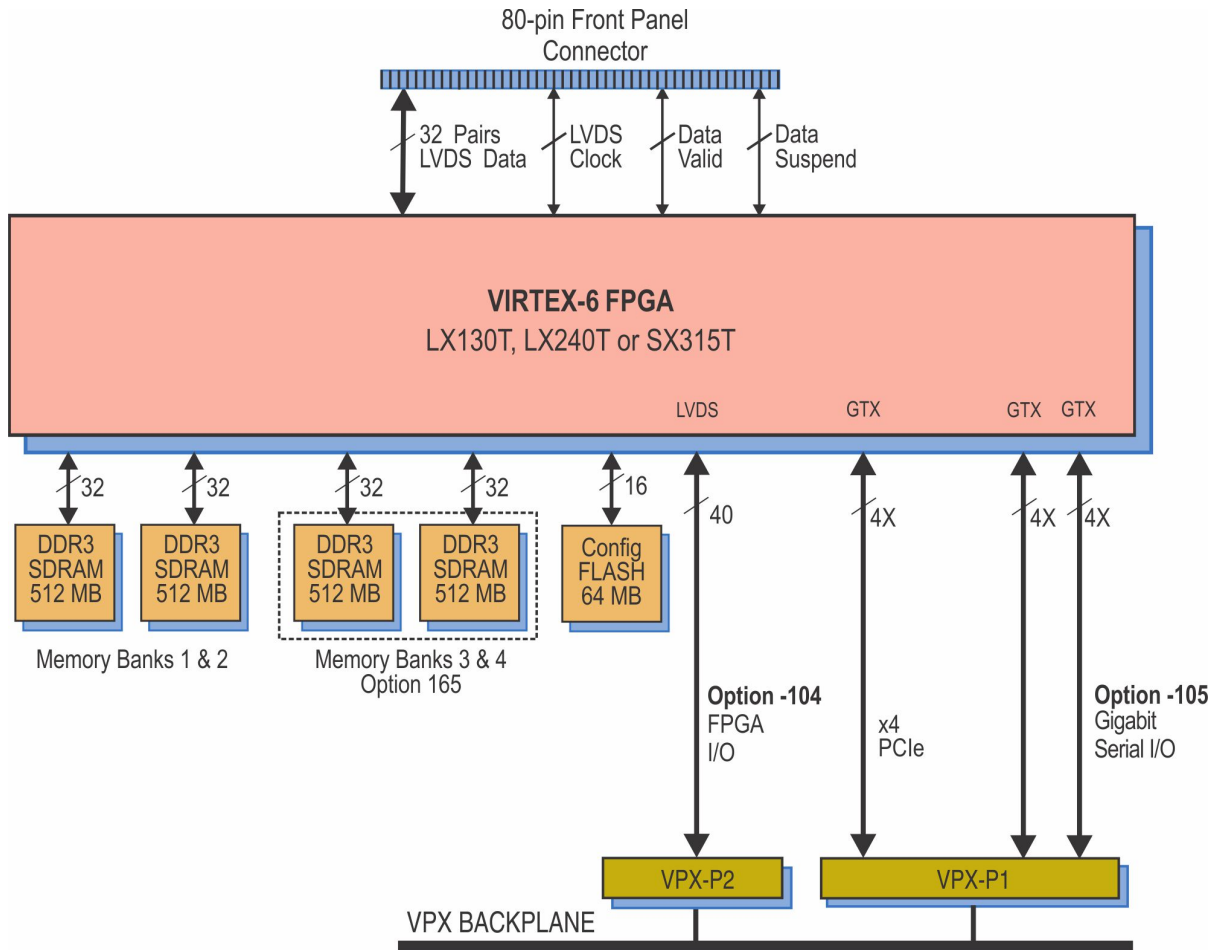 80-pin Front Panel
Connector
32 Pairs
LVDS Data
LVDS
Clock
Data
Valid
Data
Suspend
VIRTEX-6 FPGA
LX130T, LX240T or SX315T
LVDS
GTX
GTX
GTX
32
32
32
32
16
40
4X
4X
4X
DDR3
SDRAM
512 MB
DDR3
SDRAM
512 MB
DDR3
SDRAM
512 MB
DDR3
SDRAM
512 MB
Config
FLASH
64 MB
Memory Banks 1 & 2
Memory Banks 3 & 4
Option 165
Option -104
FPGA
I/O
x4
PCIe
Option -105
Gigabit
Serial I/O
VPX-P2
VPX-P1
VPX BACKPLANE